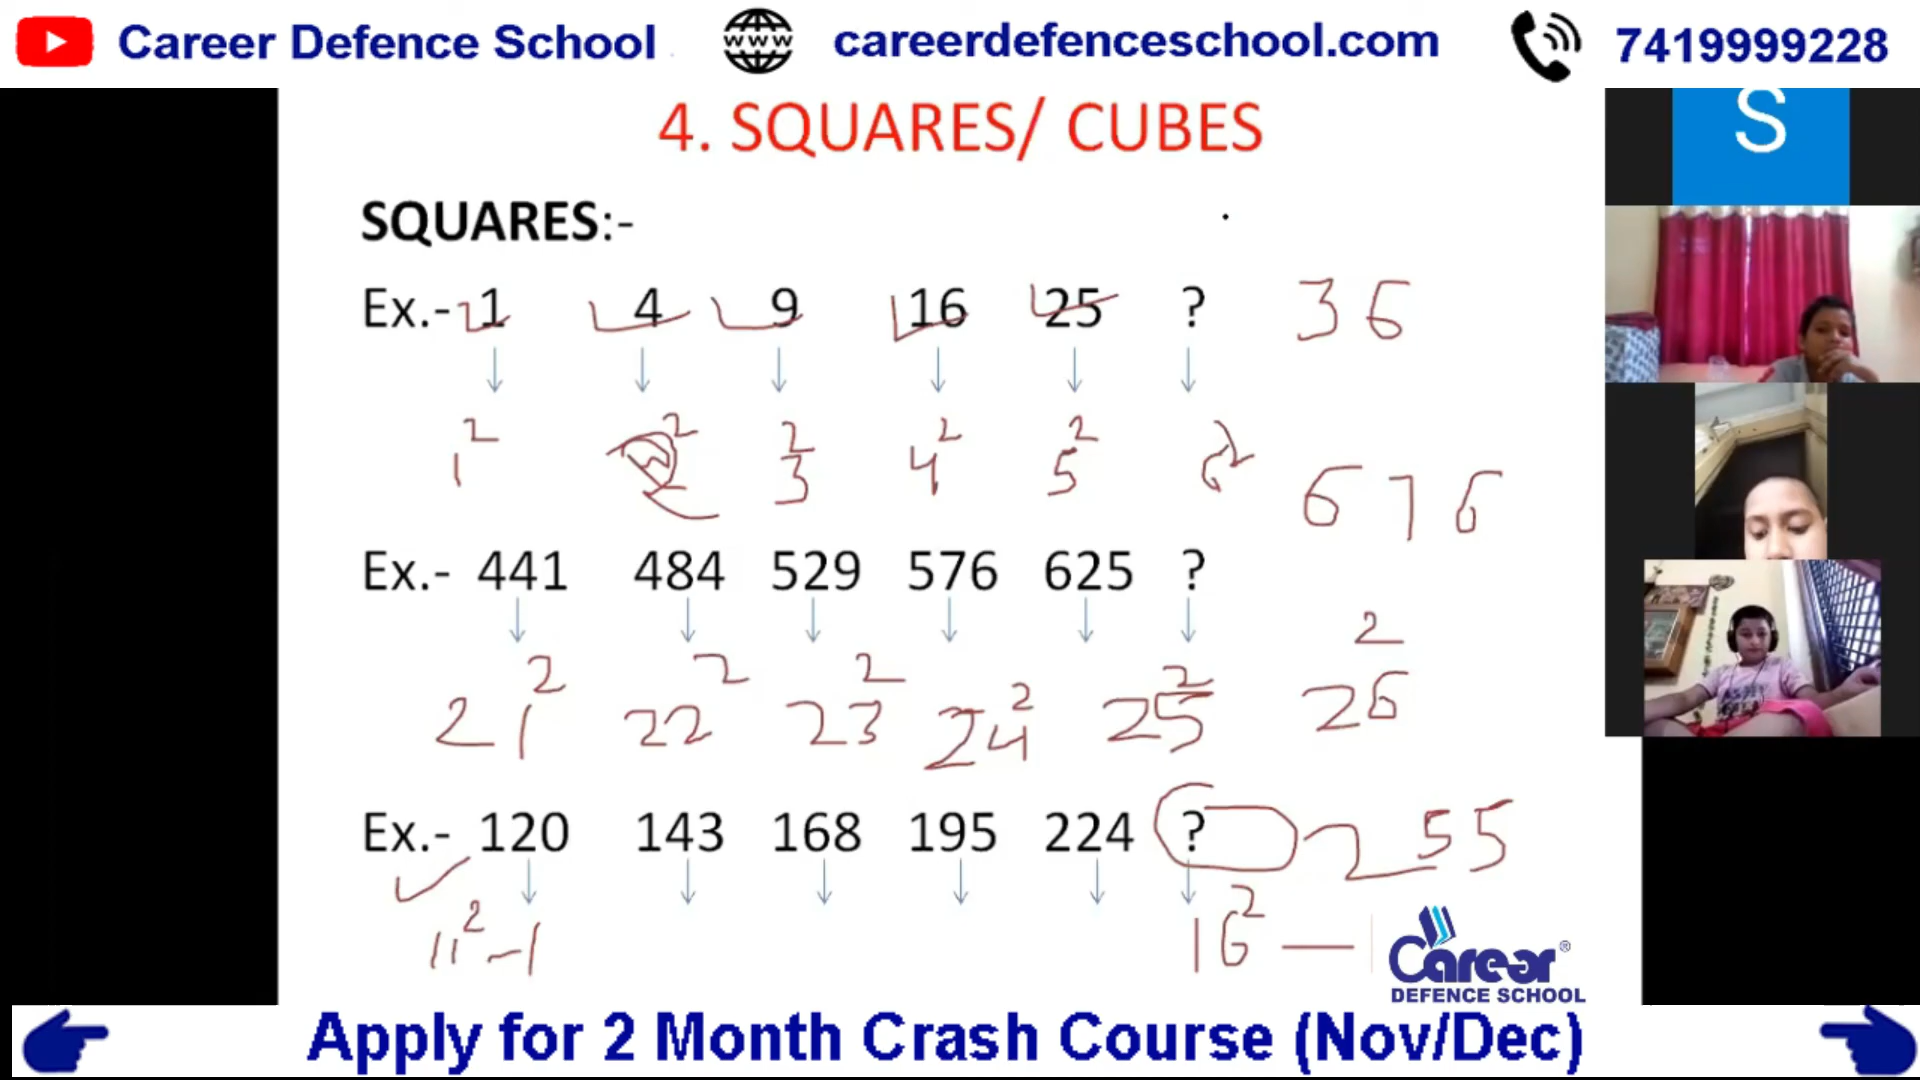 Career Defence School www careerdefenceschool.com 7419999228
4. SQUARES/ CUBES
S
SQUARES:-
Ex.- 1 4 9 16 25 ? 36
1² 2² 3² 4² 5² 6²
676
Ex.- 441 484 529 576 625 ?
21² 22² 23² 24² 25² 26²
Ex.- 120 143 168 195 224 ? 255
11² -1 16² —
Career®
DEFENCE SCHOOL
Apply for 2 Month Crash Course (Nov/Dec)